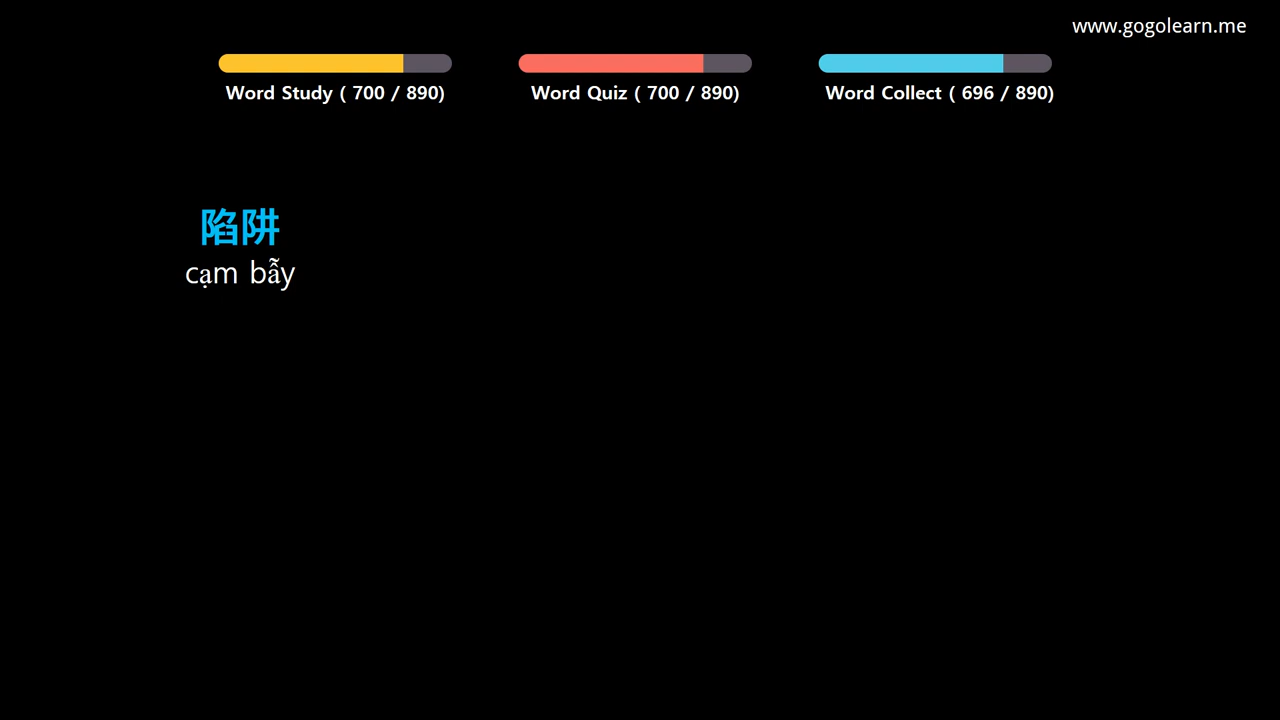 www.gogolearn.me
Word Study ( 700 / 890)
Word Quiz ( 700 / 890)
Word Collect ( 696 / 890)
陷阱
cạm bẫy